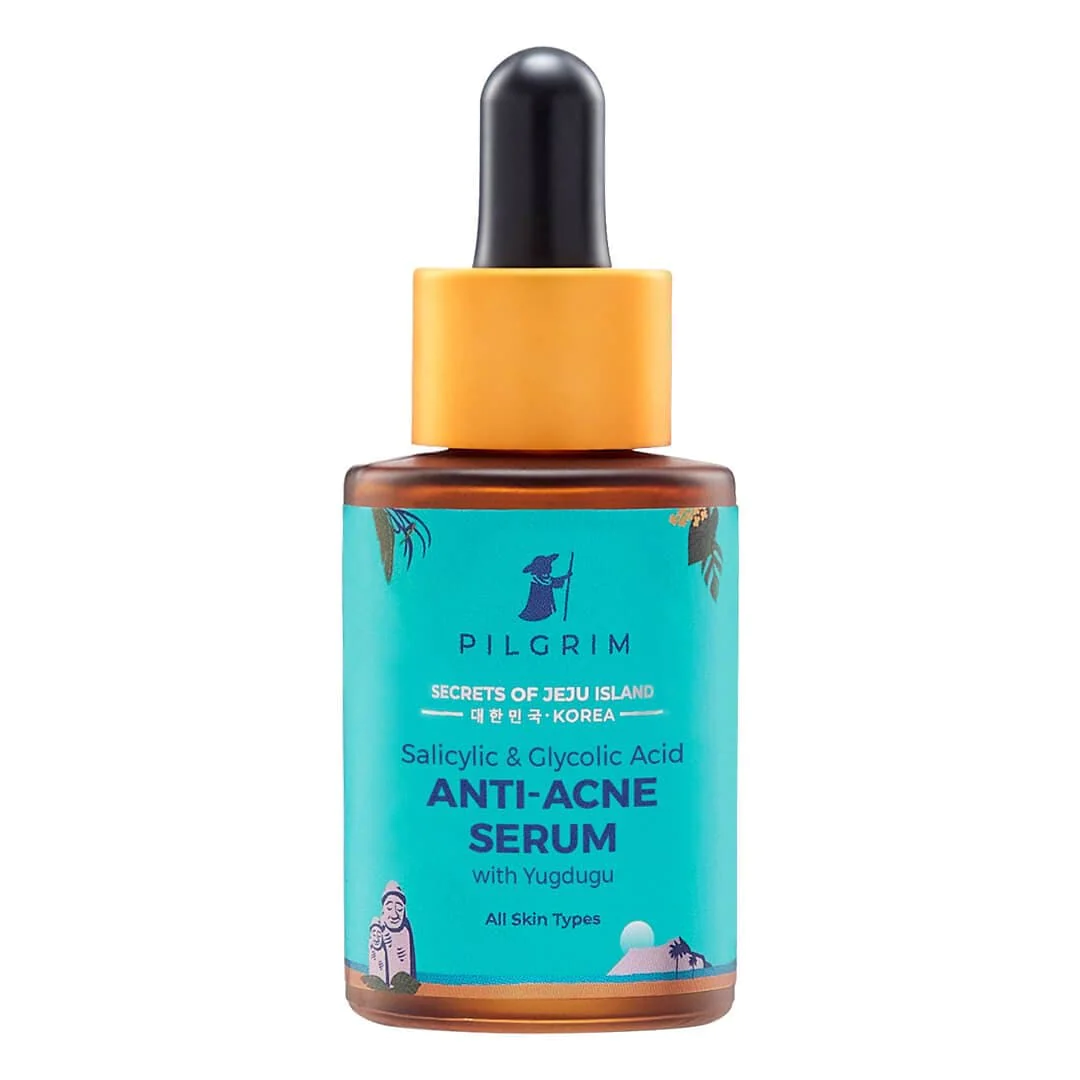 PILGRIM
SECRETS OF JEJU ISLAND
대한민국·KOREA
Salicylic & Glycolic Acid
ANTI-ACNE
SERUM
with Yugdugu
All Skin Types